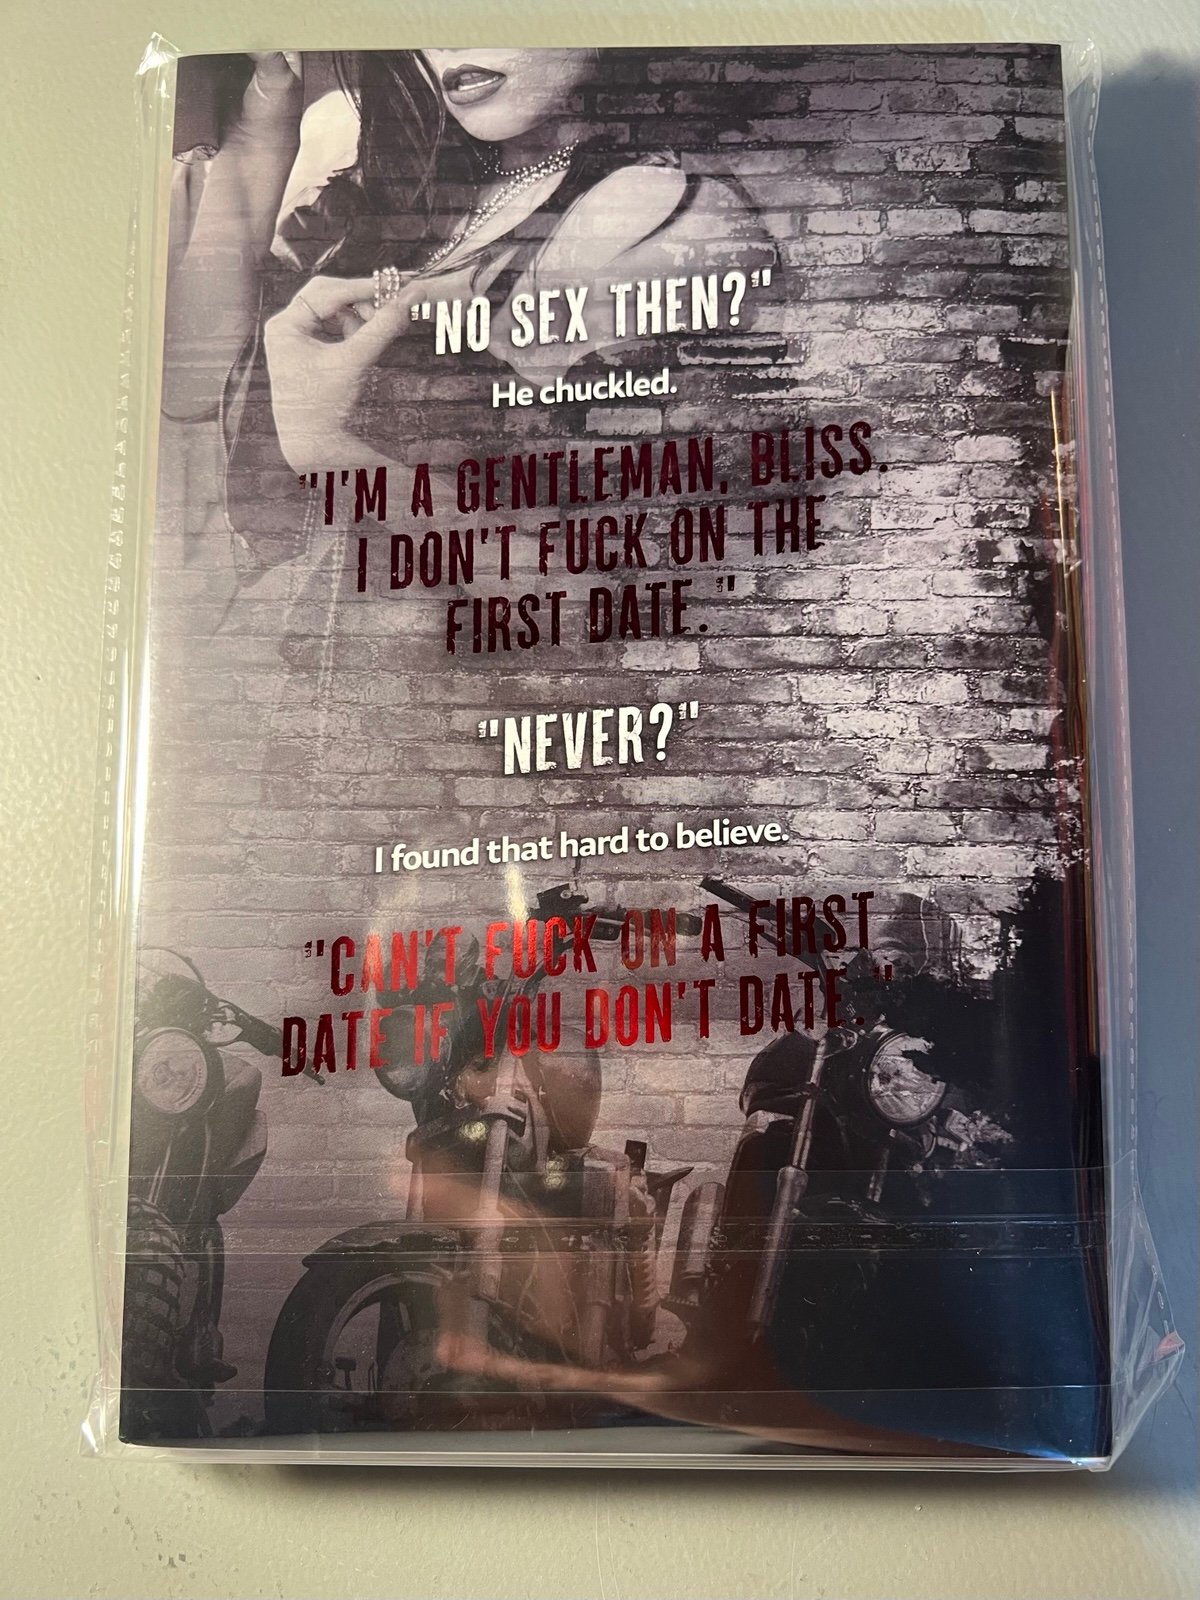 "NO SEX THEN?"
He chuckled.
"I'M A GENTLEMAN, BLISS.
I DON'T FUCK ON THE
FIRST DATE."
"NEVER?"
I found that hard to believe.
"CAN'T FUCK ON A FIRST
DATE IF YOU DON'T DATE."